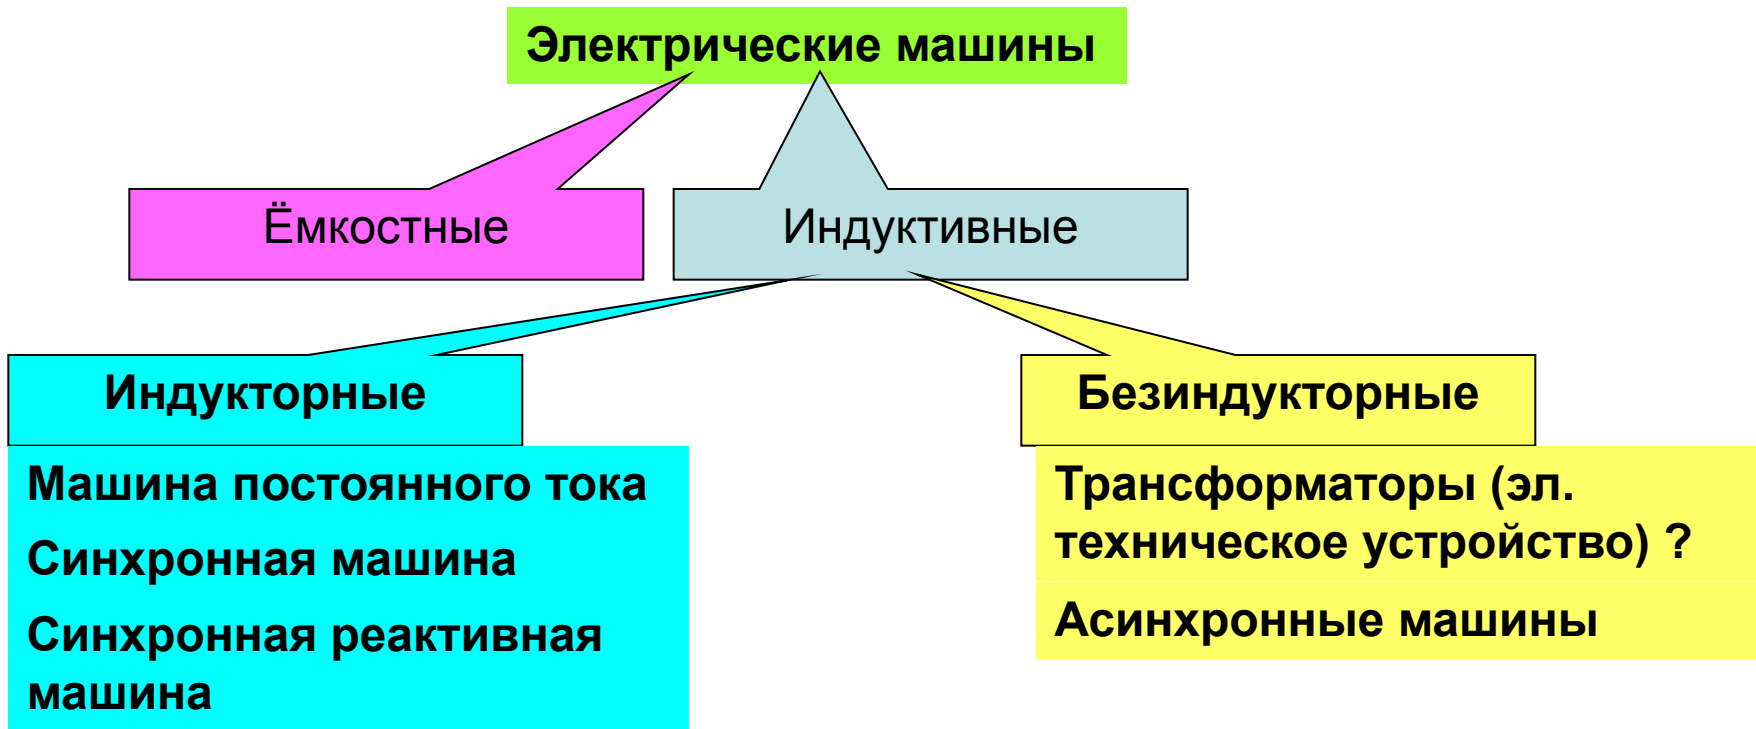 Электрические машины
Ёмкостные
Индуктивные
Индукторные
Безиндукторные
Машина постоянного тока
Синхронная машина
Синхронная реактивная
машина
Трансформаторы (эл.
техническое устройство) ?
Асинхронные машины